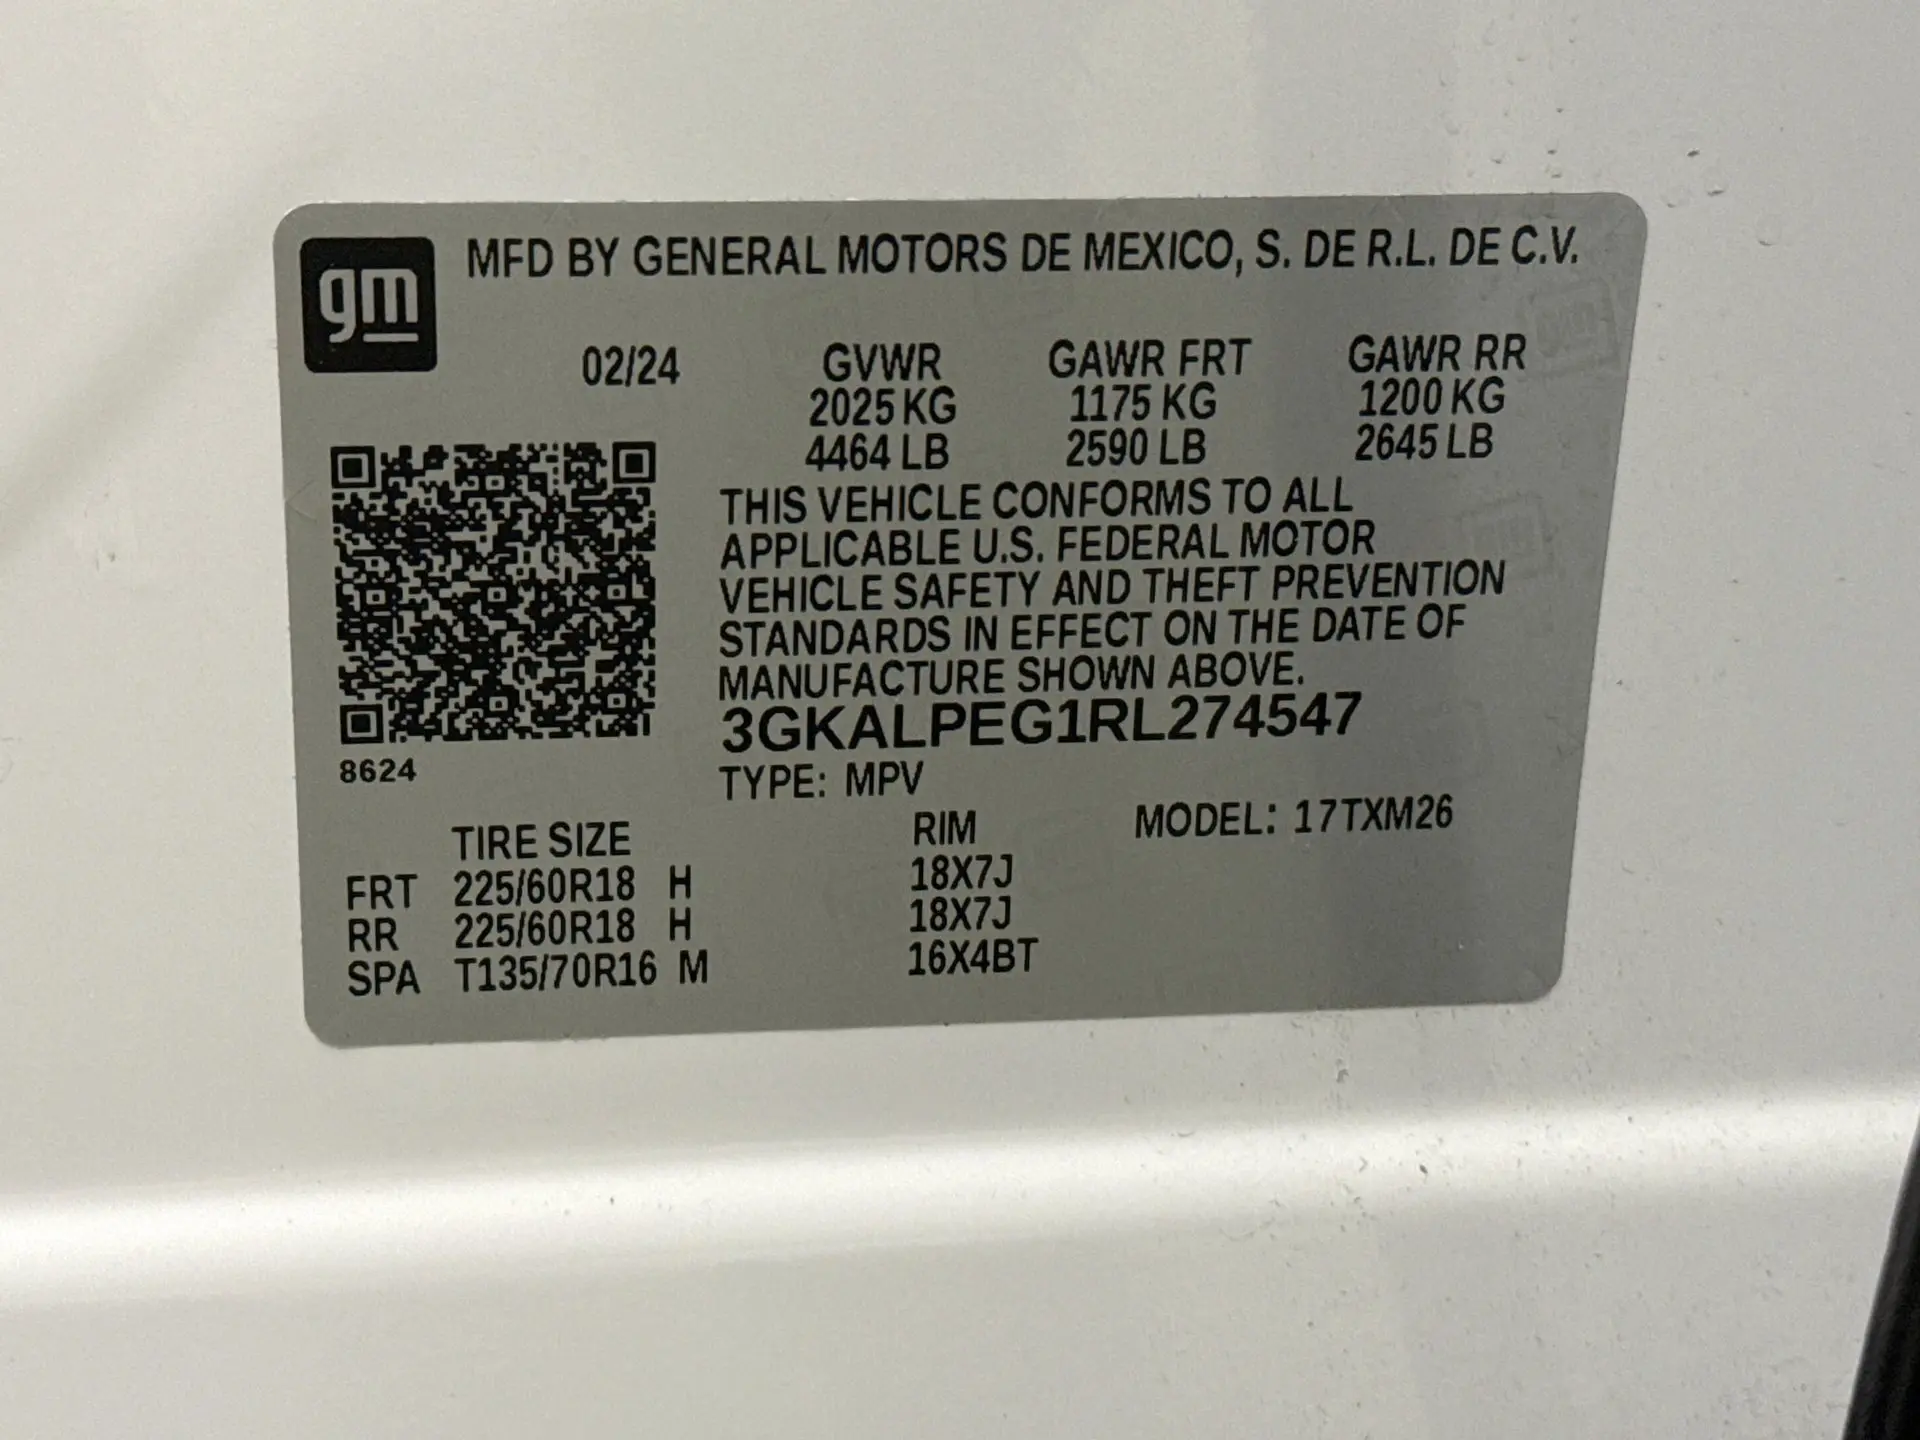 gm MFD BY GENERAL MOTORS DE MEXICO, S. DE R.L. DE C.V.
02/24 GVWR GAWR FRT GAWR RR
2025 KG 1175 KG 1200 KG
4464 LB 2590 LB 2645 LB
THIS VEHICLE CONFORMS TO ALL
APPLICABLE U.S. FEDERAL MOTOR
VEHICLE SAFETY AND THEFT PREVENTION
STANDARDS IN EFFECT ON THE DATE OF
MANUFACTURE SHOWN ABOVE.
3GKALPEG1RL274547
8624
TYPE: MPV
TIRE SIZE RIM MODEL: 17TXM26
FRT 225/60R18 H 18X7J
RR 225/60R18 H 18X7J
SPA T135/70R16 M 16X4BT